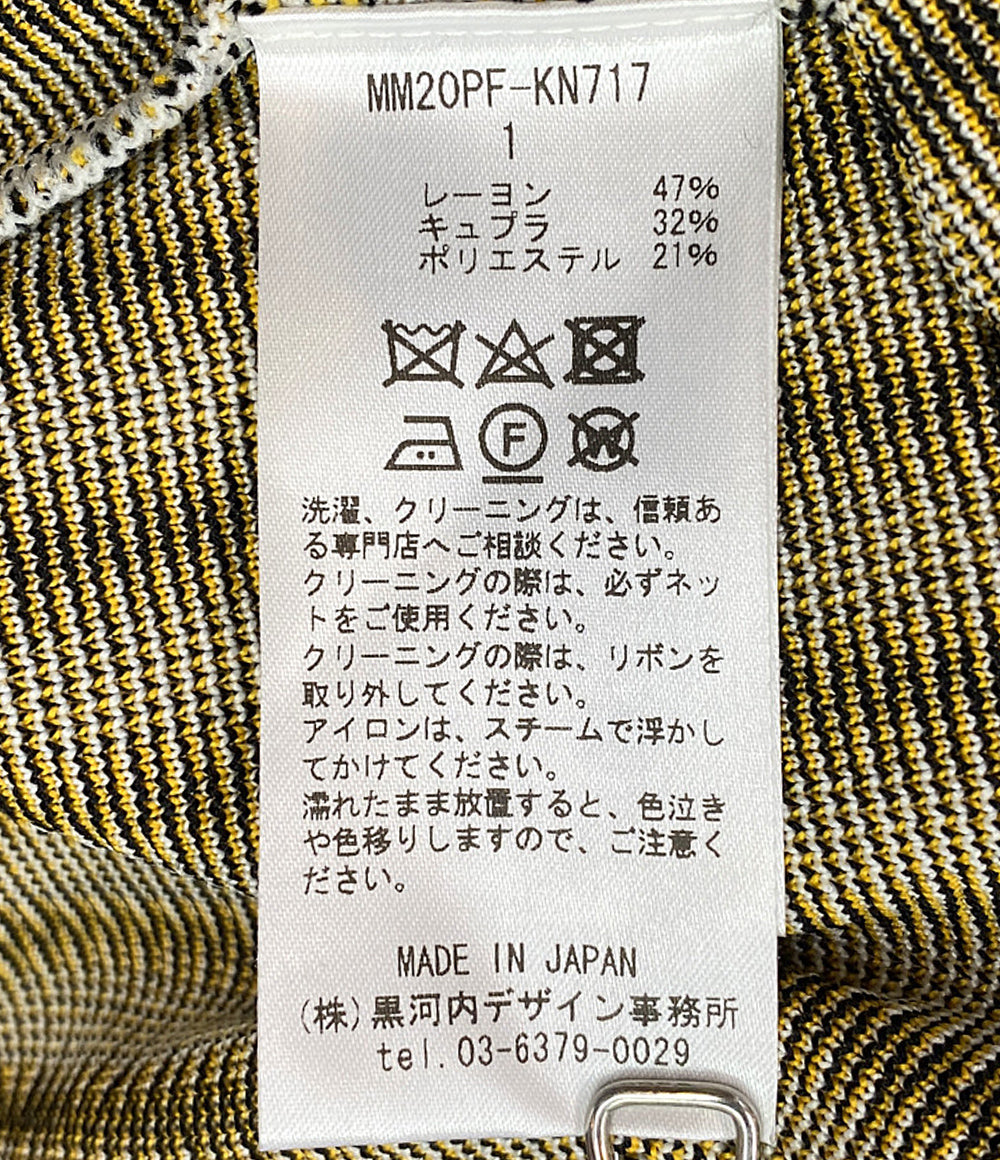 MM20PF-KN717
1
レーヨン 47%
キュプラ 32%
ポリエステル 21%
F
W
洗濯、クリーニングは、信頼あ
る専門店へご相談ください。
クリーニングの際は、必ずネッ
トをご使用ください。
クリーニングの際は、リボンを
取り外してください。
アイロンは、スチームで浮かし
てかけてください。
濡れたまま放置すると、色泣き
や色移りしますので、ご注意く
ださい。
MADE IN JAPAN
(株)黒河内デザイン事務所
tel.03-6379-0029